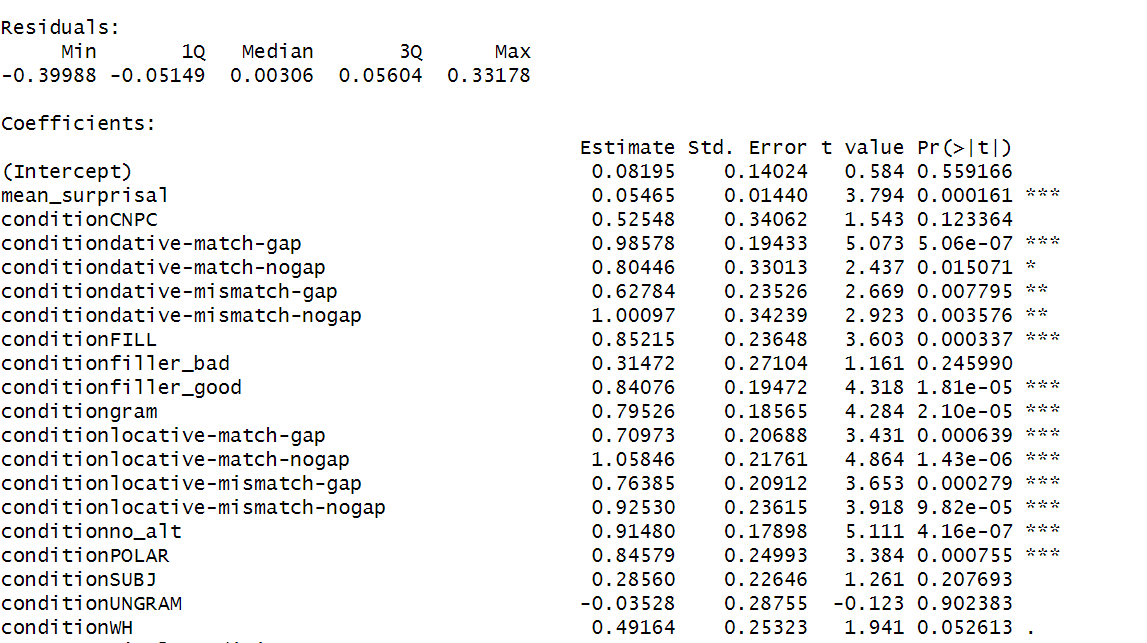 Residuals:
     Min       1Q   Median       3Q      Max
-0.39988 -0.05149  0.00306  0.05604  0.33178

Coefficients:
                                                Estimate Std. Error t value Pr(>|t|)
(Intercept)                                      0.08195    0.14024   0.584 0.559166
mean_surprisal                                   0.05465    0.01440   3.794 0.000161 ***
conditionCNPC                                    0.52548    0.34062   1.543 0.123364
conditiondative-match-gap                        0.98578    0.19433   5.073 5.06e-07 ***
conditiondative-match-nogap                      0.80446    0.33013   2.437 0.015071 *
conditiondative-mismatch-gap                     0.62784    0.23526   2.669 0.007795 **
conditiondative-mismatch-nogap                   1.00097    0.34239   2.923 0.003576 **
conditionFILL                                    0.85215    0.23648   3.603 0.000337 ***
conditionfiller_bad                              0.31472    0.27104   1.161 0.245990
conditionfiller_good                             0.84076    0.19472   4.318 1.81e-05 ***
conditiongram                                    0.79526    0.18565   4.284 2.10e-05 ***
conditionlocative-match-gap                      0.70973    0.20688   3.431 0.000639 ***
conditionlocative-match-nogap                    1.05846    0.21761   4.864 1.43e-06 ***
conditionlocative-mismatch-gap                   0.76385    0.20912   3.653 0.000279 ***
conditionlocative-mismatch-nogap                 0.92530    0.23615   3.918 9.82e-05 ***
conditionno_alt                                  0.91480    0.17898   5.111 4.16e-07 ***
conditionPOLAR                                   0.84579    0.24993   3.384 0.000755 ***
conditionSUBJ                                    0.28560    0.22646   1.261 0.207693
conditionUNGRAM                                 -0.03528    0.28755  -0.123 0.902383
conditionWH                                      0.49164    0.25323   1.941 0.052613 .